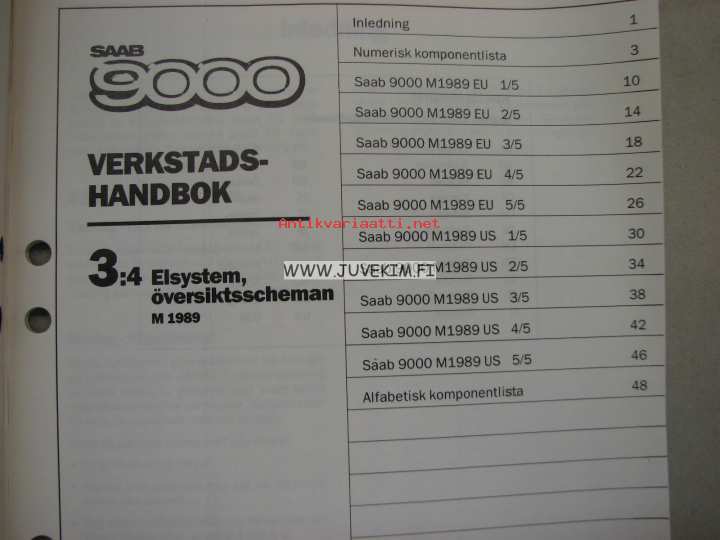 SAAB
9000
VERKSTADS-
HANDBOK
3:4 Elsystem,
översiktsscheman
M 1989
Inledning 1
Numerisk komponentlista 3
Saab 9000 M1989 EU 1/5 10
Saab 9000 M1989 EU 2/5 14
Saab 9000 M1989 EU 3/5 18
Saab 9000 M1989 EU 4/5 22
Saab 9000 M1989 EU 5/5 26
Saab 9000 M1989 US 1/5 30
M1989 US 2/5 34
Saab 9000 M1989 US 3/5 38
Saab 9000 M1989 US 4/5 42
Saab 9000 M1989 US 5/5 46
Alfabetisk komponentlista 48
Antikvariaatti.net
WWW.JUVEKIM.FI